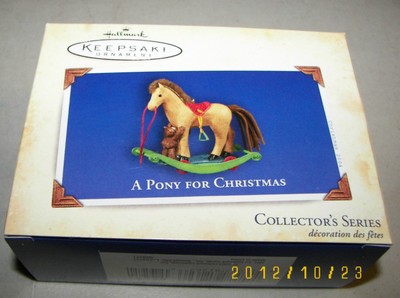 Hallmark
KEEPSAKE
ORNAMENT
A PONY FOR CHRISTMAS
COLLECTOR'S SERIES
décoration des fêtes
2012/10/23